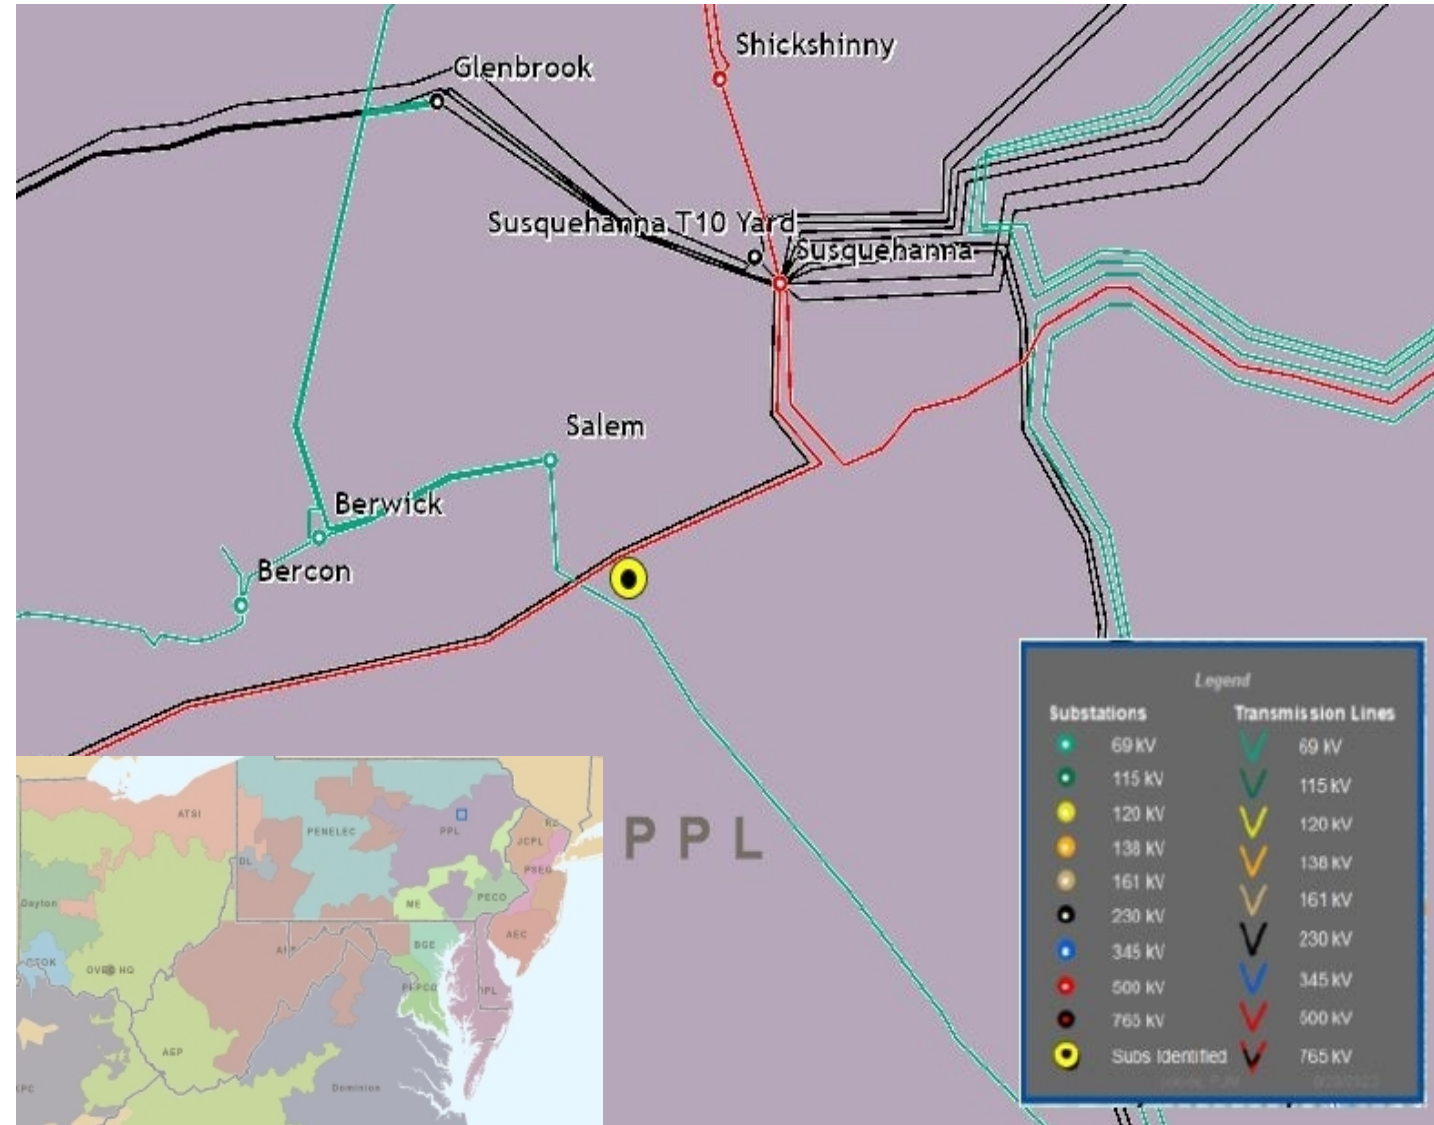 Shickshinny
Glenbrook
Susquehanna T10 Yard
Susquehanna
Salem
Berwick
Bercon
PPL
Legend
Substations
Transmission Lines
69 kV
69 kV
115 kV
115 kV
120 kV
120 kV
138 kV
138 kV
161 kV
161 kV
230 kV
230 kV
345 kV
345 kV
500 kV
500 kV
765 kV
765 kV
Subs Identified
ATSI
PENELEC
PPL
JCPL
DL
PSEG
Dayton
ME
PECO
AEC
BGE
OVEC HQ
PEPCO
AEP
Dominion